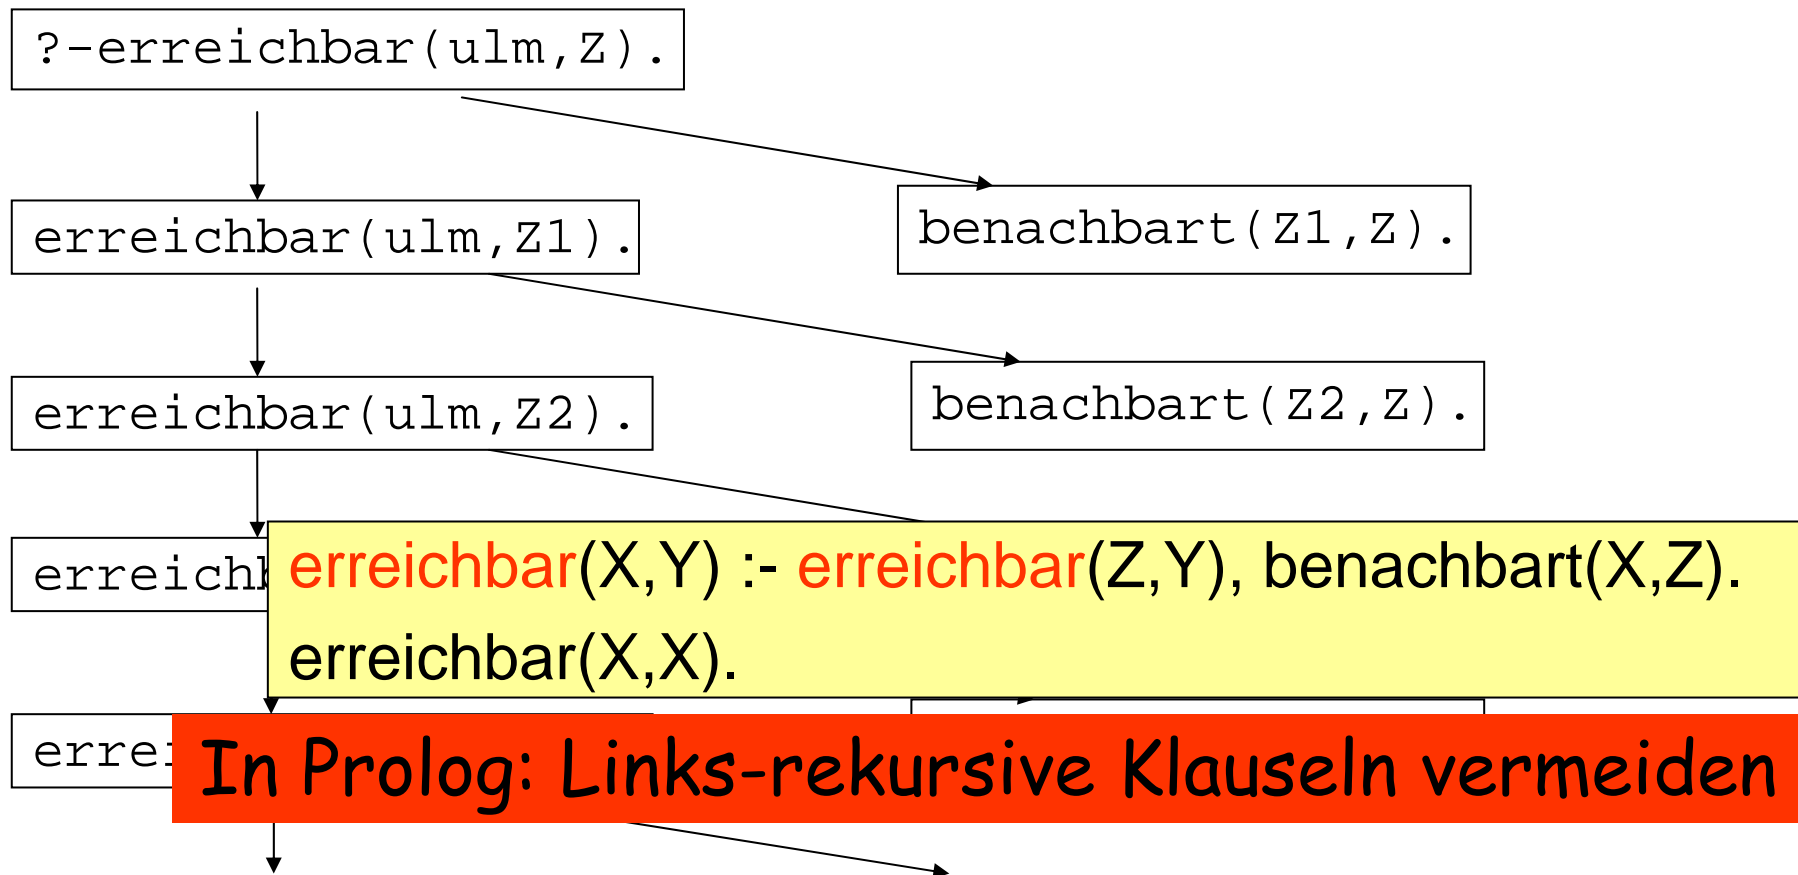 ?-erreichbar(ulm,Z).
erreichbar(ulm,Z1).
benachbart(Z1,Z).
erreichbar(ulm,Z2).
benachbart(Z2,Z).
erreichbar(X,Y) :- erreichbar(Z,Y), benachbart(X,Z).
erreichbar(X,X).
In Prolog: Links-rekursive Klauseln vermeiden